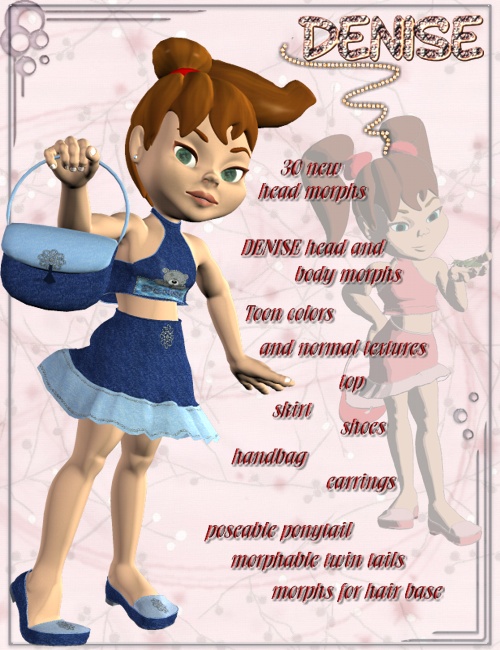 DENISE
30 new
head morphs
DENISE head and
body morphs
Toon colors
and normal textures
top
skirt
shoes
handbag
earrings
poseable ponytail
morphable twin tails
morphs for hair base